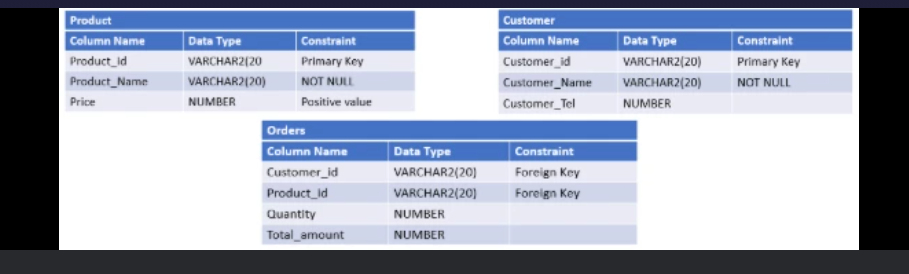 Product
Column Name Data Type Constraint
Product_Id VARCHAR2(20 Primary Key
Product_Name VARCHAR2(20) NOT NULL
Price NUMBER Positive value
Customer
Column Name Data Type Constraint
Customer_id VARCHAR2(20) Primary Key
Customer_Name VARCHAR2(20) NOT NULL
Customer_Tel NUMBER
Orders
Column Name Data Type Constraint
Customer_id VARCHAR2(20) Foreign Key
Product_id VARCHAR2(20) Foreign Key
Quantity NUMBER
Total_amount NUMBER